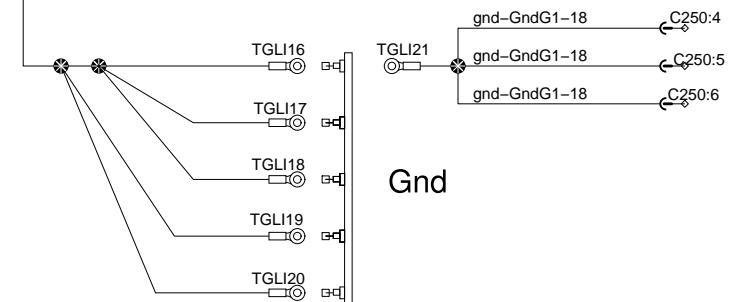 gnd–GndG1–18 C250:4
TGLI16 TGLI21 gnd–GndG1–18 C250:5
gnd–GndG1–18 C250:6
TGLI17
TGLI18
Gnd
TGLI19
TGLI20